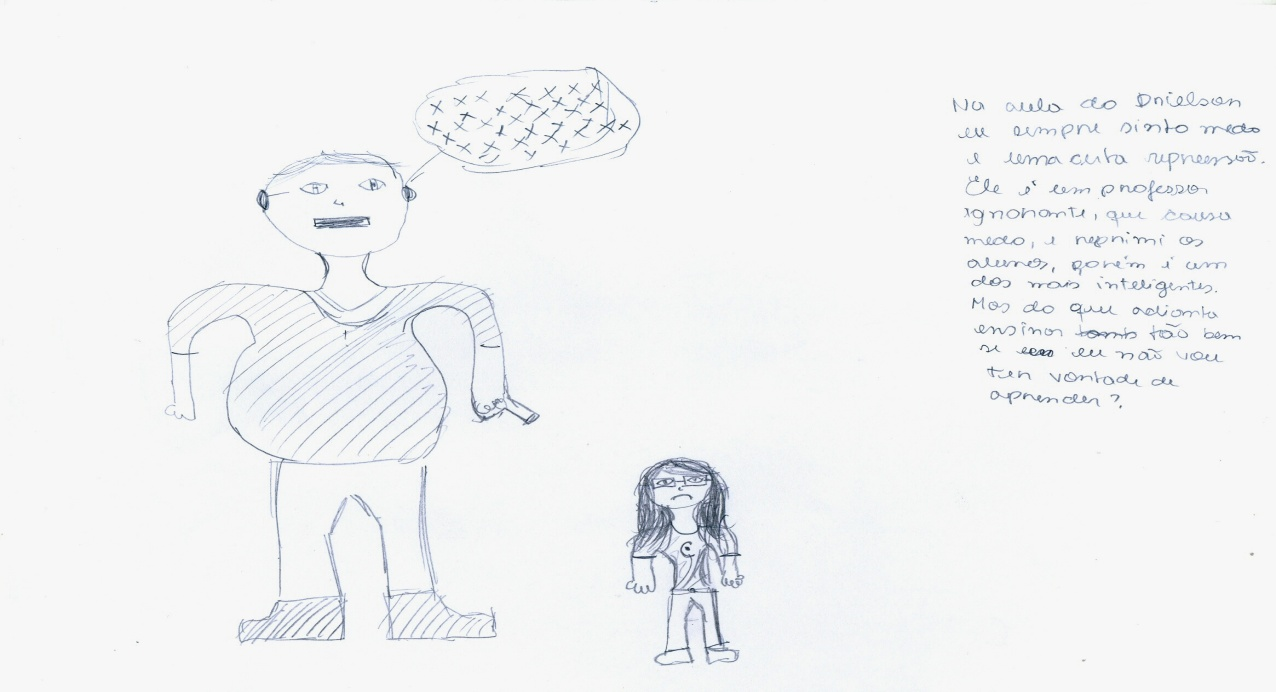 Na aula do Drielson
eu sempre sinto medo
e uma certa repreensão.
Ele é um professor
ignorante, que causa
medo, e reprimi os
alunos, porém é um
dos mais inteligentes.
Mas do que adianta
ensinar tão bem
se eu não vou
ter vontade de
aprender?